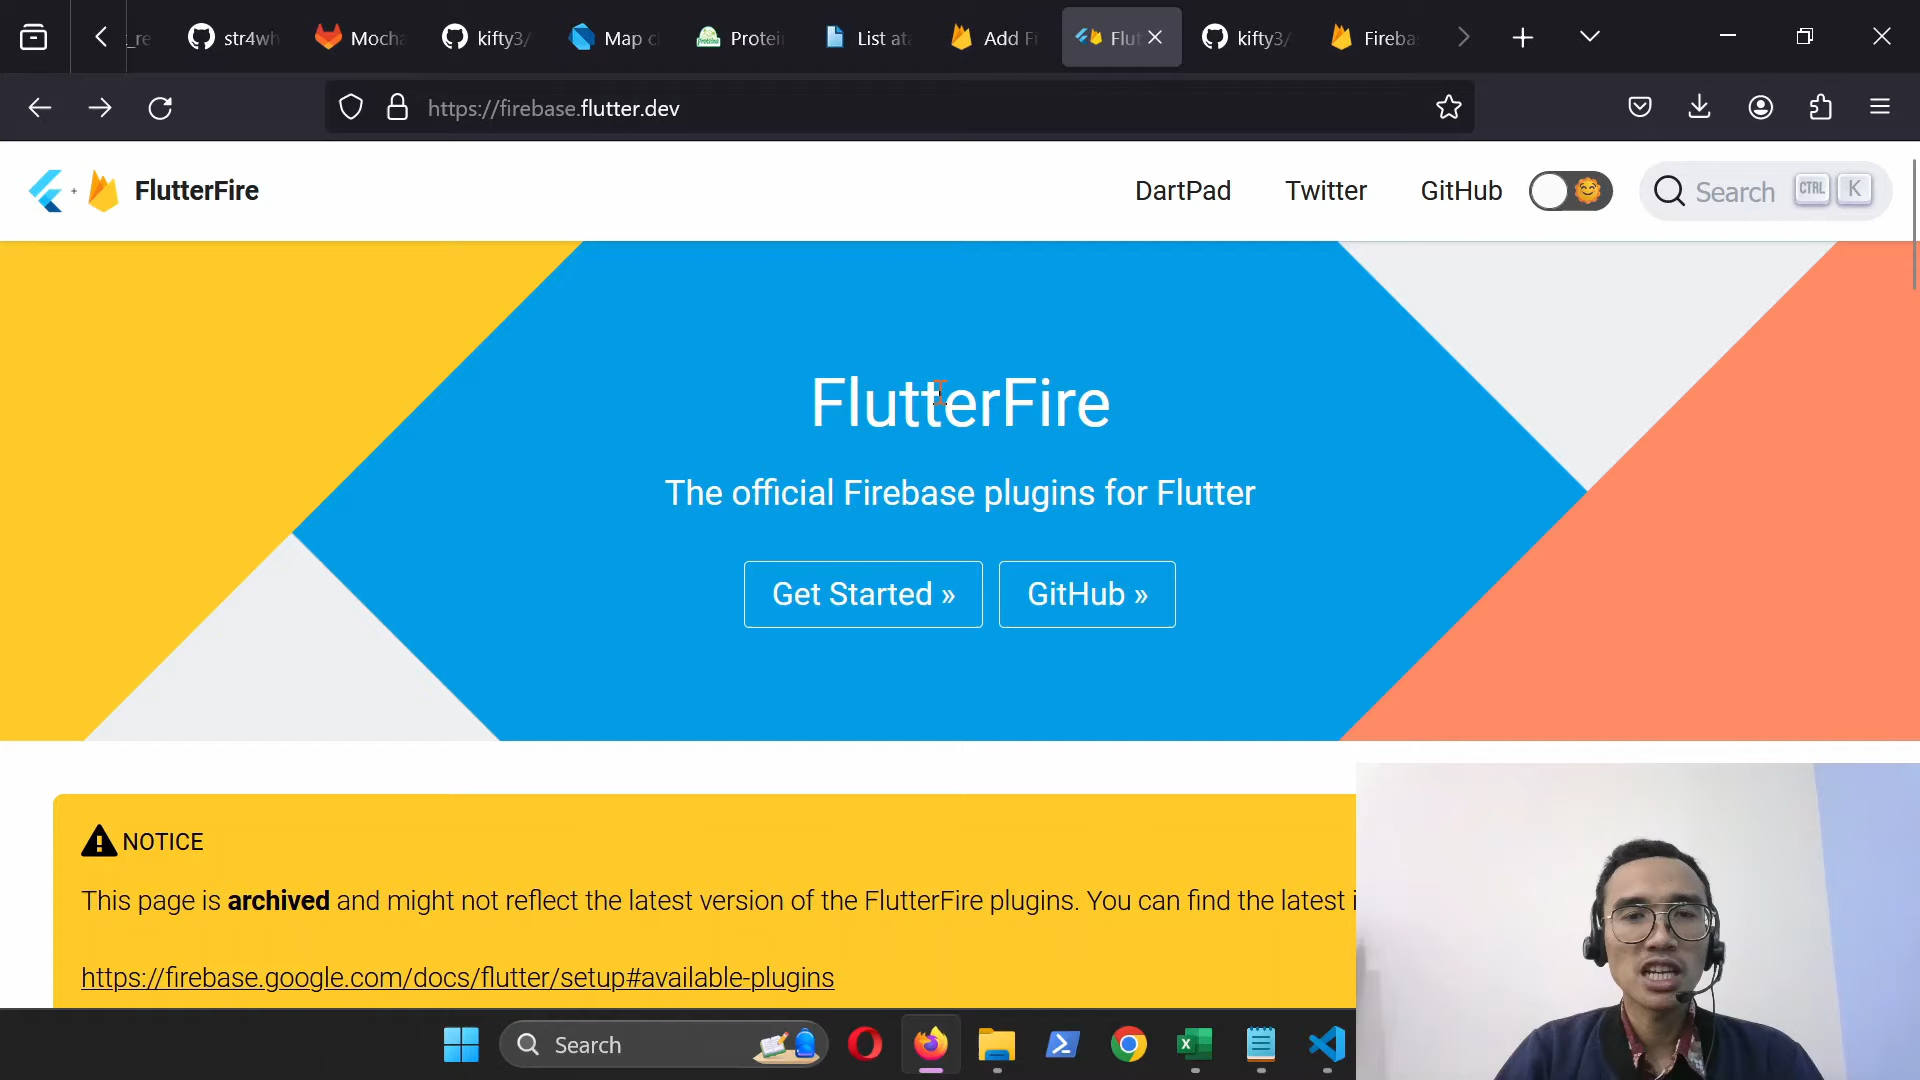 str4wh
Mocha
kifty3/
Map c
Protei
List ata
Add Fi
Flut
kifty3/
Fireba
https://firebase.flutter.dev
FlutterFire
DartPad
Twitter
GitHub
Search
CTRL
K
FlutterFire
The official Firebase plugins for Flutter
Get Started »
GitHub »
NOTICE
This page is archived and might not reflect the latest version of the FlutterFire plugins. You can find the latest i
https://firebase.google.com/docs/flutter/setup#available-plugins
Search